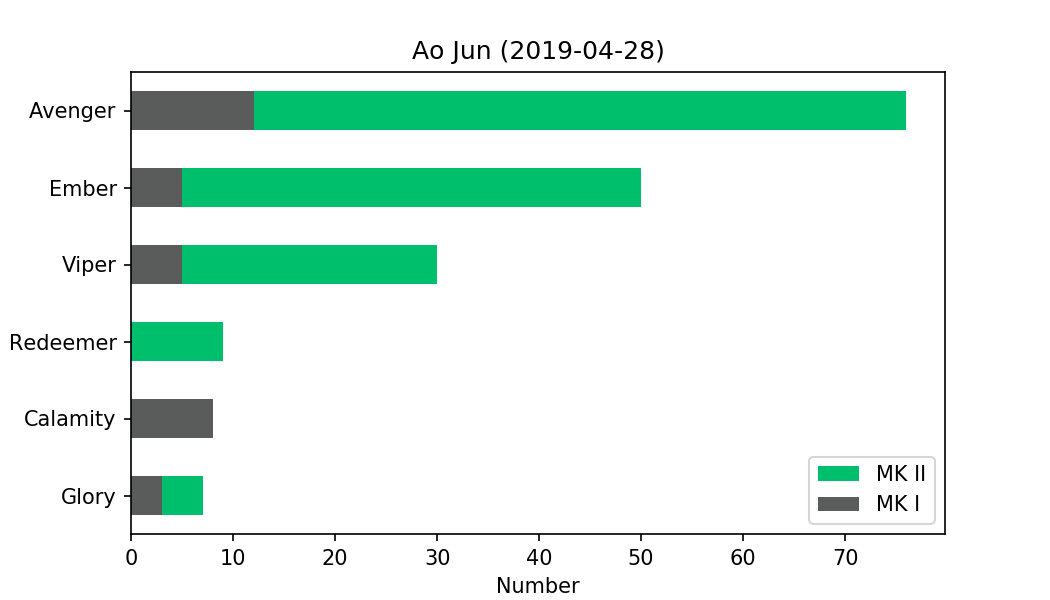 Ao Jun (2019-04-28)
Avenger
Ember
Viper
Redeemer
Calamity
Glory
MK II
MK I
0 10 20 30 40 50 60 70
Number